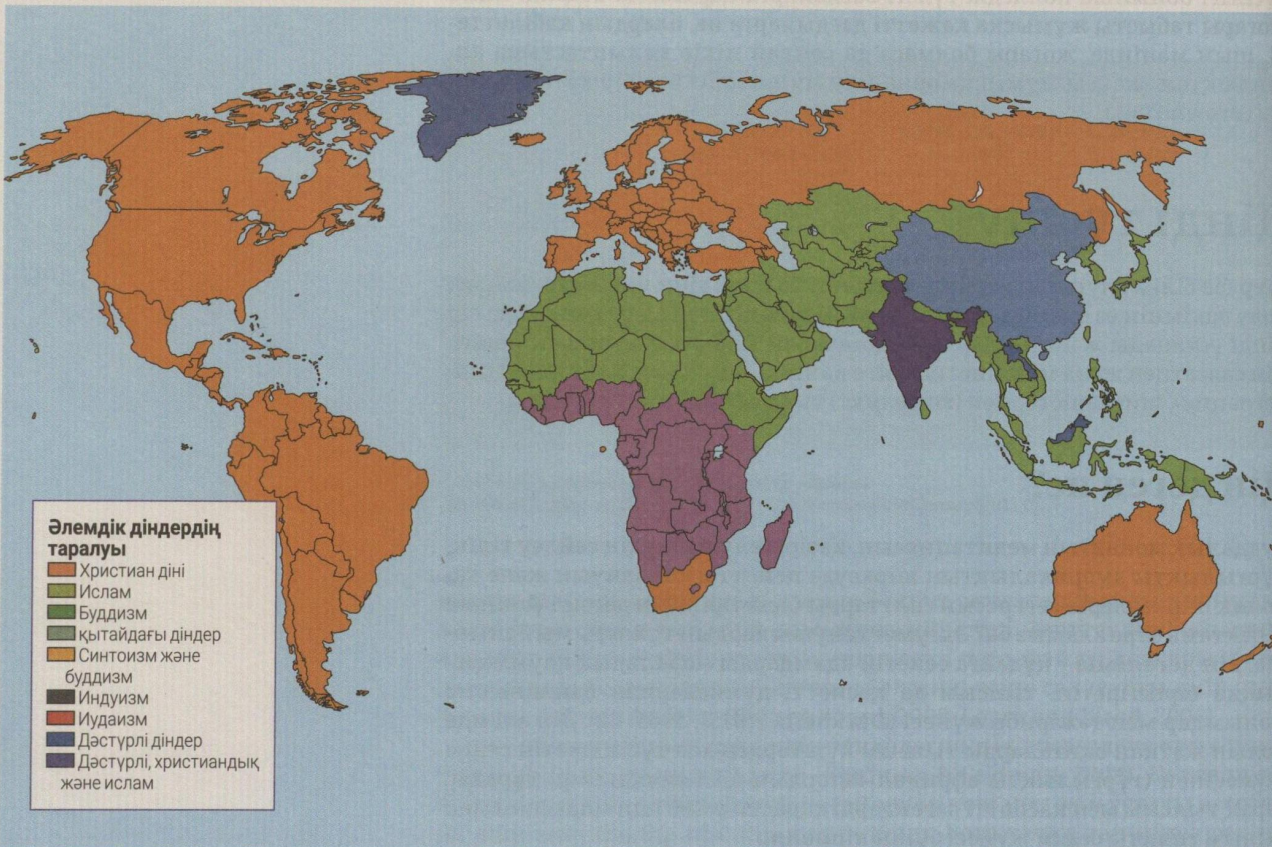 Әлемдік діндердің
таралуы
Христиан діні
Ислам
Буддизм
қытайдағы діндер
Синтоизм және
буддизм
Индуизм
Иудаизм
Дәстүрлі діндер
Дәстүрлі, христиандық
және ислам